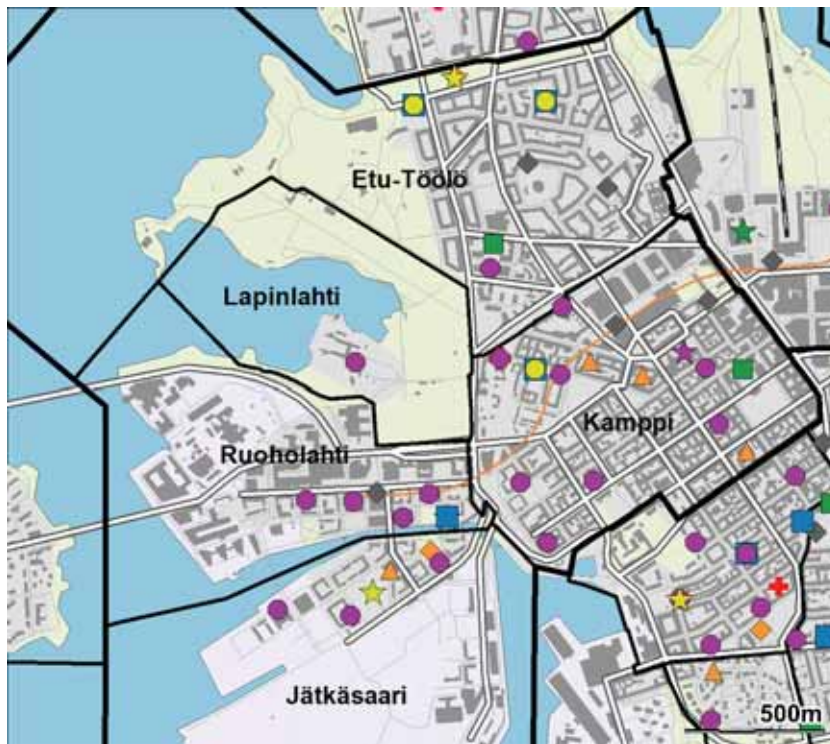 Etu-Töölö
Lapinlahti
Kamppi
Ruoholahti
Jätkäsaari
500m